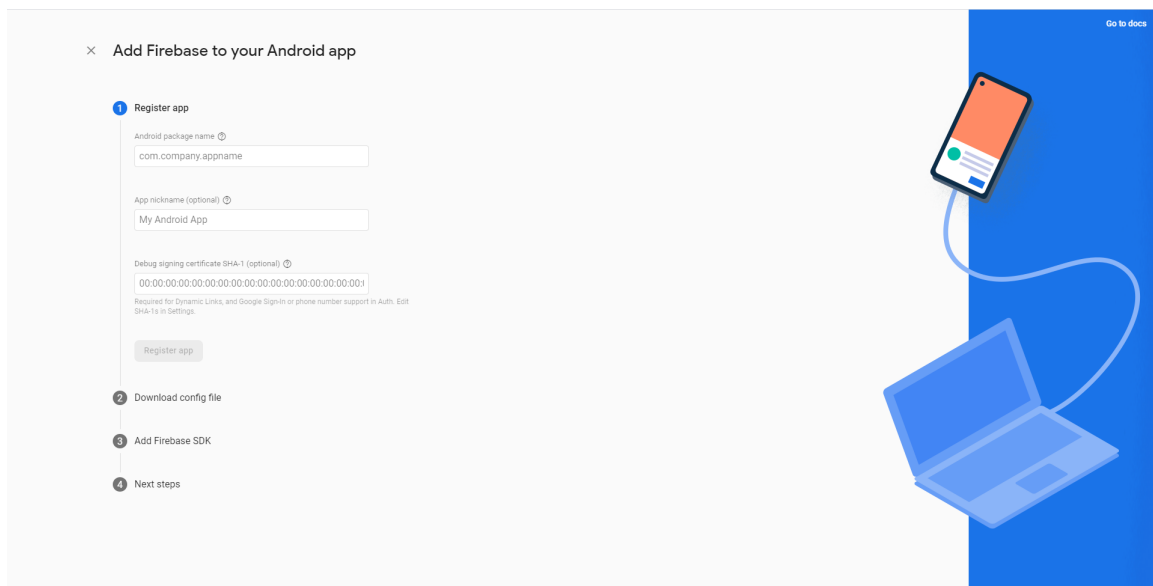 Go to docs
Add Firebase to your Android app
1 Register app
Android package name
com.company.appname
App nickname (optional)
My Android App
Debug signing certificate SHA-1 (optional)
00:00:00:00:00:00:00:00:00:00:00:00:00:00:00:00:00:
Required for Dynamic Links, and Google Sign-In or phone number support in Auth. Edit
SHA-1s in Settings.
Register app
2 Download config file
3 Add Firebase SDK
4 Next steps